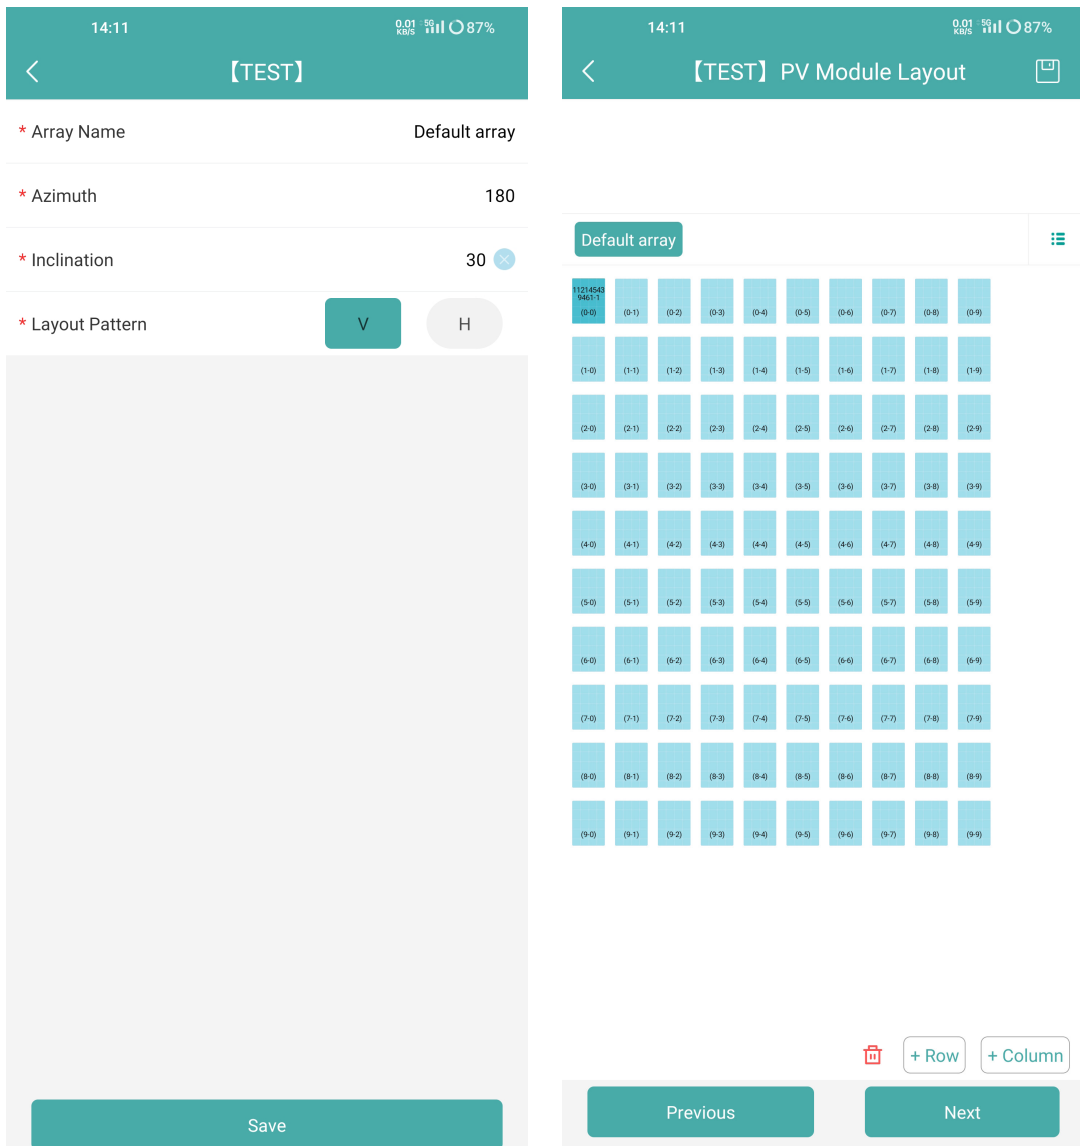 14:11
0.01 KB/S 5G 87%
【TEST】
* Array Name Default array
* Azimuth 180
* Inclination 30
* Layout Pattern V H
Save
14:11
0.01 KB/S 5G 87%
【TEST】PV Module Layout
Default array
11214543
9461-1
(0-0) (0-1) (0-2) (0-3) (0-4) (0-5) (0-6) (0-7) (0-8) (0-9)
(1-0) (1-1) (1-2) (1-3) (1-4) (1-5) (1-6) (1-7) (1-8) (1-9)
(2-0) (2-1) (2-2) (2-3) (2-4) (2-5) (2-6) (2-7) (2-8) (2-9)
(3-0) (3-1) (3-2) (3-3) (3-4) (3-5) (3-6) (3-7) (3-8) (3-9)
(4-0) (4-1) (4-2) (4-3) (4-4) (4-5) (4-6) (4-7) (4-8) (4-9)
(5-0) (5-1) (5-2) (5-3) (5-4) (5-5) (5-6) (5-7) (5-8) (5-9)
(6-0) (6-1) (6-2) (6-3) (6-4) (6-5) (6-6) (6-7) (6-8) (6-9)
(7-0) (7-1) (7-2) (7-3) (7-4) (7-5) (7-6) (7-7) (7-8) (7-9)
(8-0) (8-1) (8-2) (8-3) (8-4) (8-5) (8-6) (8-7) (8-8) (8-9)
(9-0) (9-1) (9-2) (9-3) (9-4) (9-5) (9-6) (9-7) (9-8) (9-9)
+ Row + Column
Previous Next